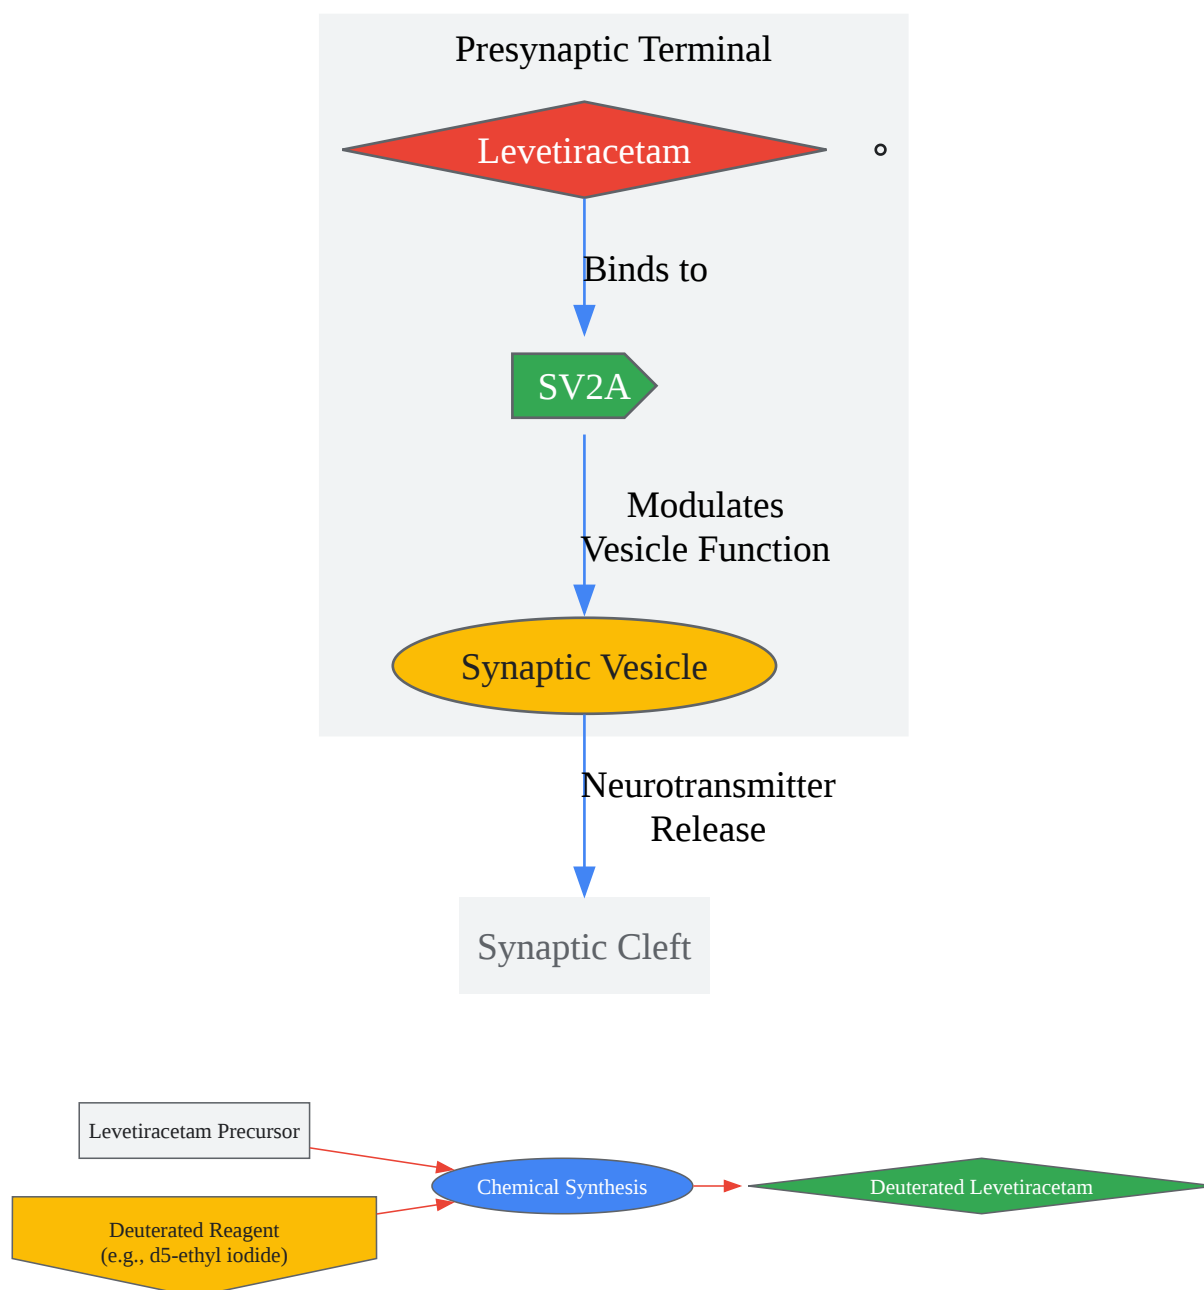 Presynaptic Terminal
Levetiracetam
Binds to
SV2A
Modulates
Vesicle Function
Synaptic Vesicle
Neurotransmitter
Release
Synaptic Cleft
Levetiracetam Precursor
Chemical Synthesis
Deuterated Levetiracetam
Deuterated Reagent
(e.g., d5-ethyl iodide)